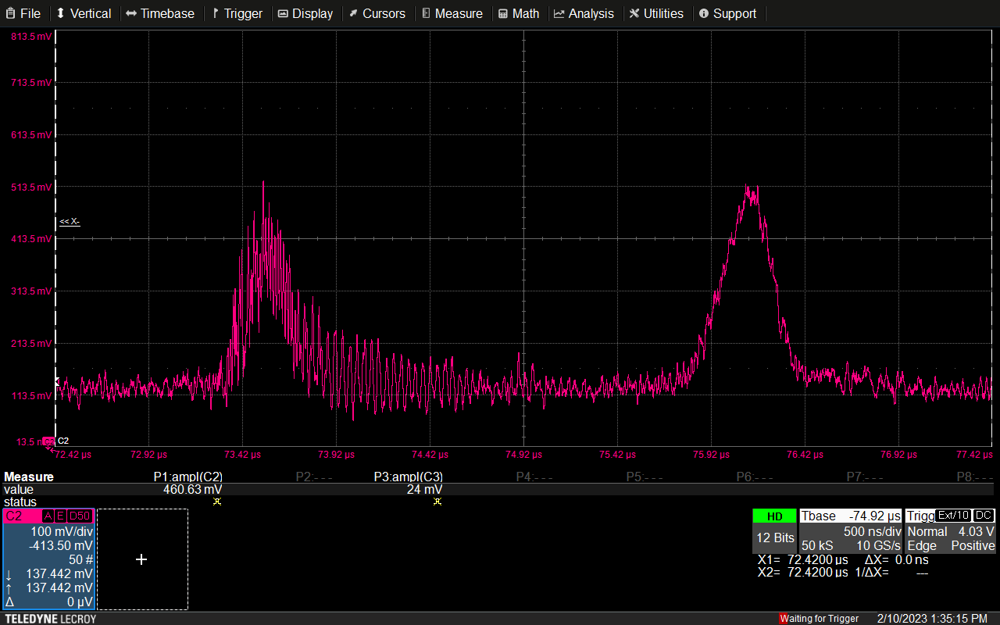 File Vertical Timebase Trigger Display Cursors Measure Math Analysis Utilities Support
813.5 mV
713.5 mV
613.5 mV
513.5 mV
<< X-
413.5 mV
313.5 mV
213.5 mV
113.5 mV
13.5 m C2 C2
72.42 µs 72.92 µs 73.42 µs 73.92 µs 74.42 µs 74.92 µs 75.42 µs 75.92 µs 76.42 µs 76.92 µs 77.42 µs
Measure P1:ampl(C2) P2:--- P3:ampl(C3) P4:--- P5:--- P6:--- P7:--- P8:---
value 460.63 mV 24 mV
status
C2 A E D50
100 mV/div
-413.50 mV
50 #
↓ 137.442 mV
↑ 137.442 mV
Δ 0 µV
+
HD
12 Bits
Tbase -74.92 µs
500 ns/div
50 kS 10 GS/s
Trigg Ext/10 DC
Normal 4.03 V
Edge Positive
X1= 72.4200 µs ΔX= 0.0 ns
X2= 72.4200 µs 1/ΔX= ---
TELEDYNE LECROY Waiting for Trigger 2/10/2023 1:35:15 PM